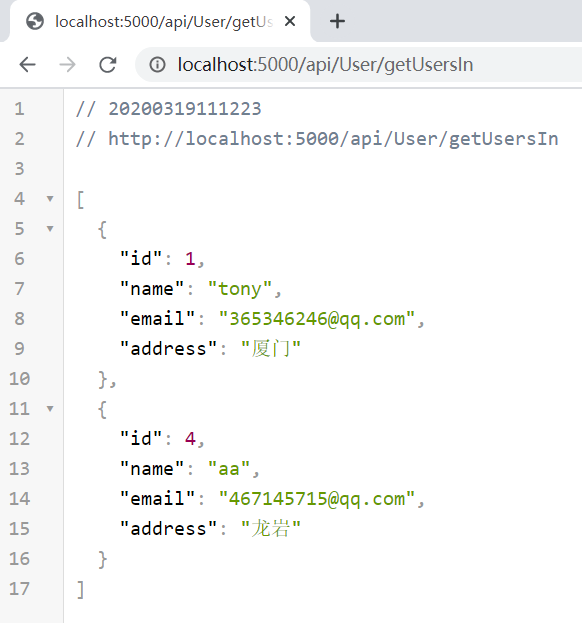 localhost:5000/api/User/getUs
localhost:5000/api/User/getUsersIn
1 // 20200319111223
2 // http://localhost:5000/api/User/getUsersIn
3
4 [
5 {
6 "id": 1,
7 "name": "tony",
8 "email": "365346246@qq.com",
9 "address": "厦门"
10 },
11 {
12 "id": 4,
13 "name": "aa",
14 "email": "467145715@qq.com",
15 "address": "龙岩"
16 }
17 ]